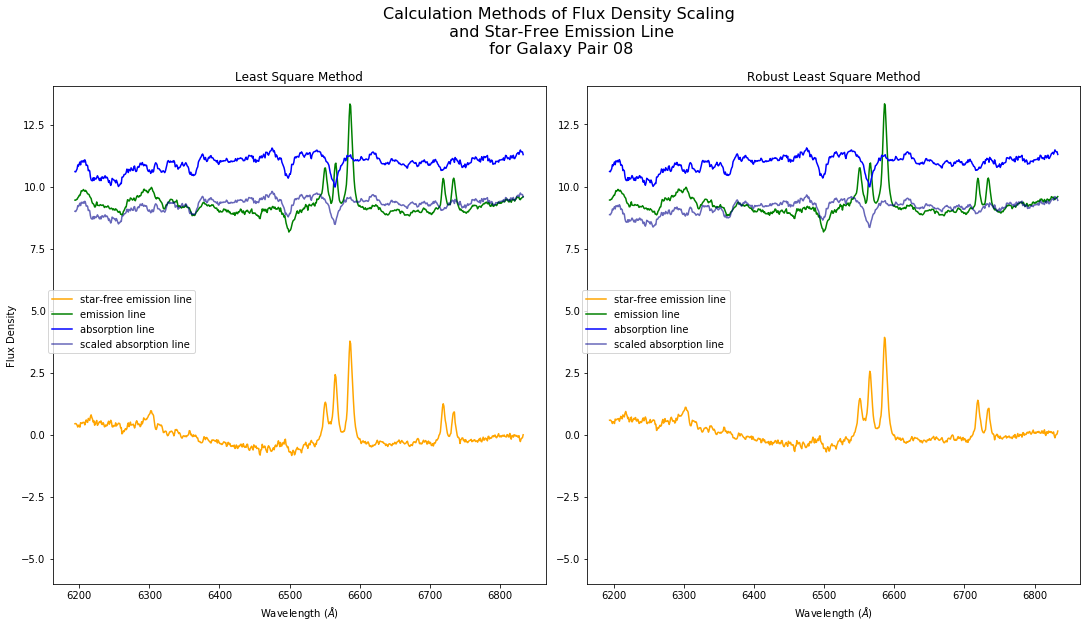 Calculation Methods of Flux Density Scaling
and Star-Free Emission Line
for Galaxy Pair 08
Least Square Method
12.5
10.0
7.5
5.0
2.5
0.0
−2.5
−5.0
Flux Density
star-free emission line
emission line
absorption line
scaled absorption line
6200 6300 6400 6500 6600 6700 6800
Wavelength (Å)
Robust Least Square Method
12.5
10.0
7.5
5.0
2.5
0.0
−2.5
−5.0
star-free emission line
emission line
absorption line
scaled absorption line
6200 6300 6400 6500 6600 6700 6800
Wavelength (Å)